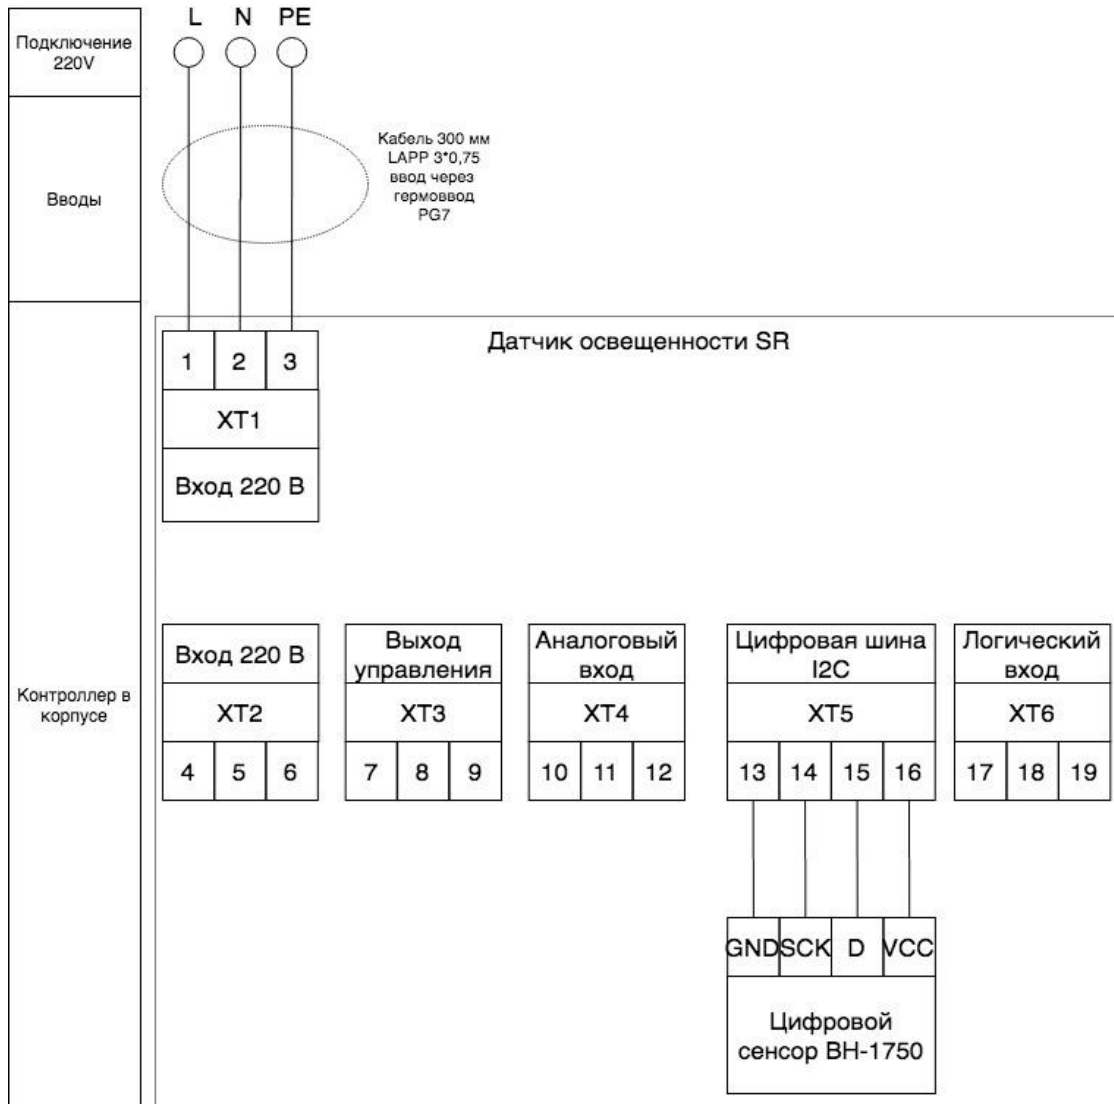 L N PE
Подключение
220V
Кабель 300 мм
LAPP 3*0,75
ввод через
гермоввод
PG7
Вводы
Датчик освещенности SR
1 2 3
XT1
Вход 220 В
Контроллер в
корпусе
Вход 220 В
XT2
4 5 6
Выход
управления
XT3
7 8 9
Аналоговый
вход
XT4
10 11 12
Цифровая шина
I2C
XT5
13 14 15 16
Логический
вход
XT6
17 18 19
GND SCK D VCC
Цифровой
сенсор BH-1750